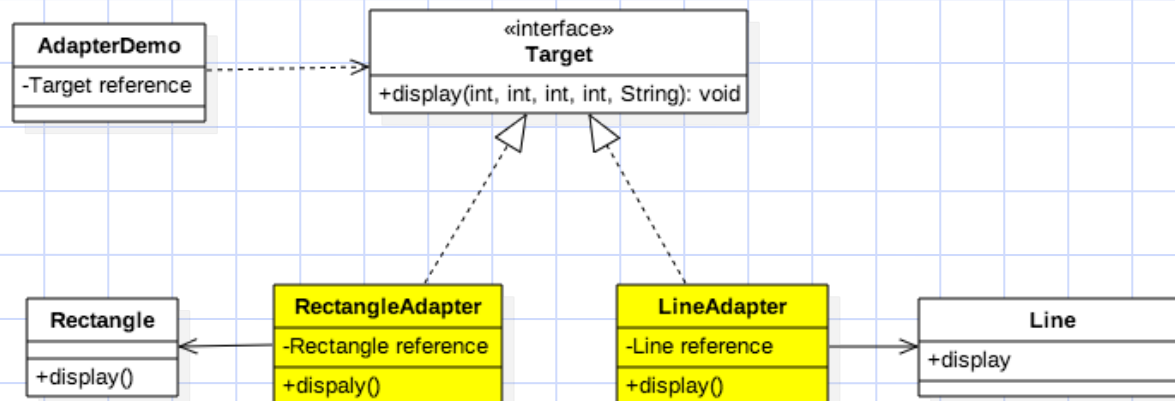 AdapterDemo
-Target reference
«interface»
Target
+display(int, int, int, int, String): void
Rectangle
+display()
RectangleAdapter
-Rectangle reference
+dispaly()
LineAdapter
-Line reference
+display()
Line
+display